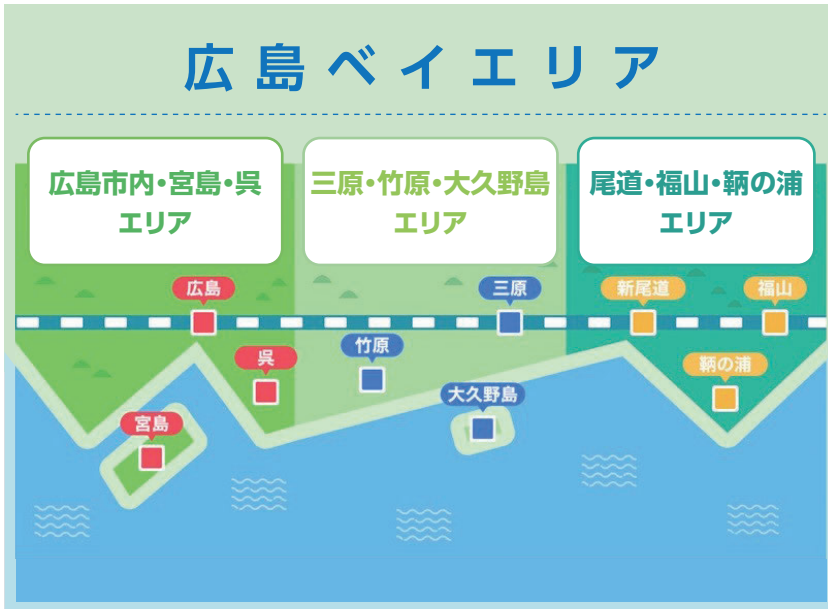 広島ベイエリア
広島市内・宮島・呉
エリア
三原・竹原・大久野島
エリア
尾道・福山・鞆の浦
エリア
広島
三原
新尾道
福山
呉
竹原
鞆の浦
大久野島
宮島